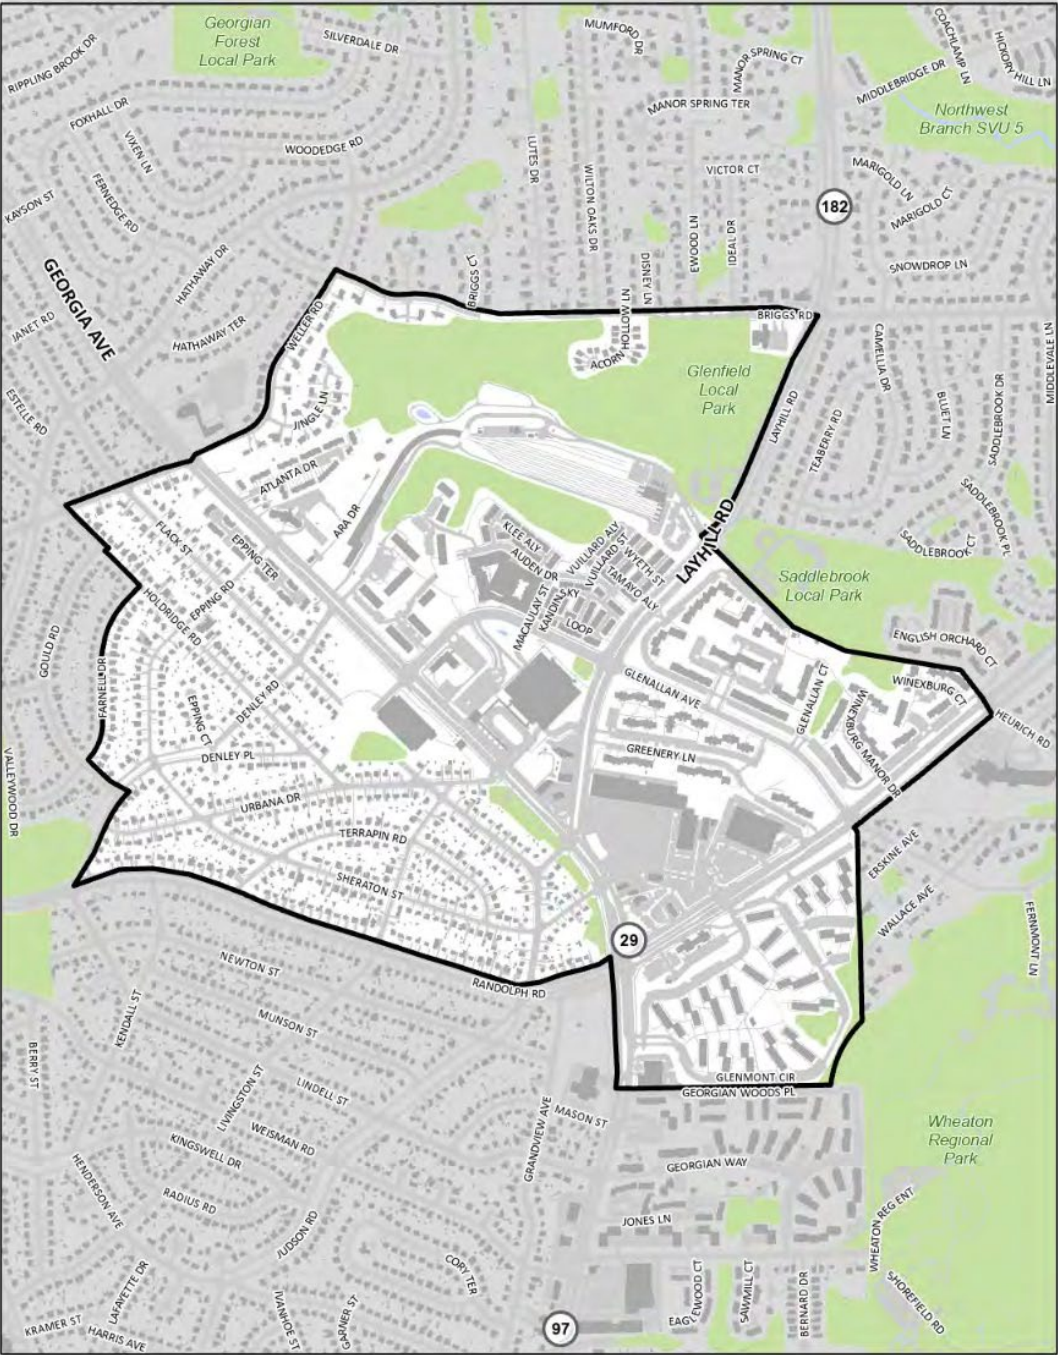 Georgian
Forest
Local Park
SILVERDALE DR
MUMFORD DR
MANOR SPRING CT
COACHLAMP LN
HICKORY HILL LN
RIPPLING BROOK DR
MIDDLEBRIDGE DR
FOXHALL DR
MANOR SPRING TER
Northwest
Branch SVU 5
VIXEN LN
WOODEDGE RD
LUTES DR
WILTON OAKS DR
VICTOR CT
MARIGOLD LN
MARIGOLD CT
KAYSON ST
FERNEDGE RD
182
EWOOD LN
IDEAL DR
HATHAWAY DR
BRIGGS CT
DISNEY LN
SNOWDROP LN
GEORGIA AVE
JANET RD
HATHAWAY TER
WELLER RD
ACORN HOLLOW LN
BRIGGS RD
CAMELLIA DR
MIDDLEVALE LN
Glenfield
Local
Park
ESTELLE RD
JINGLE LN
LAYHILL RD
TEABERRY RD
BLUET LN
SADDLEBROOK DR
ATLANTA DR
ARA DR
LAYHILL RD
SADDLEBROOK PL
SADDLEBROOK CT
FLACK ST
EPPING TER
KLEE ALY
AUDEN DR
VUILLARD ALY
VUILLARD ST
WYETH ST
TAMAYO ALY
Saddlebrook
Local Park
HOLDRIDGE RD
EPPING RD
MACAULAY ST
KANDINSKY
LOOP
GOULD RD
ENGLISH ORCHARD CT
FARNELL DR
EPPING CT
DENLEY RD
GLENALLAN AVE
GLENALLAN CT
WINEXBURG CT
WINEXBURG MANOR DR
HEURICH RD
VALLEYWOOD DR
DENLEY PL
GREENERY LN
URBANA DR
TERRAPIN RD
SHERATON ST
ERSKINE AVE
WALLACE AVE
FERNMONT LN
29
NEWTON ST
RANDOLPH RD
KENDALL ST
MUNSON ST
BERRY ST
LIVINGSTON ST
LINDELL ST
GLENMONT CIR
GEORGIAN WOODS PL
WEISMAN RD
KINGSWELL DR
GRANDVIEW AVE
MASON ST
Wheaton
Regional
Park
HENDERSON AVE
RADIUS RD
GEORGIAN WAY
JUDSON RD
JONES LN
WHEATON REG ENT
LAFAYETTE DR
IVANHOE ST
GARNER ST
CORY TER
EAGLEWOOD CT
SAWMILL CT
BERNARD DR
SHOREFIELD RD
KRAMER ST
HARRIS AVE
97